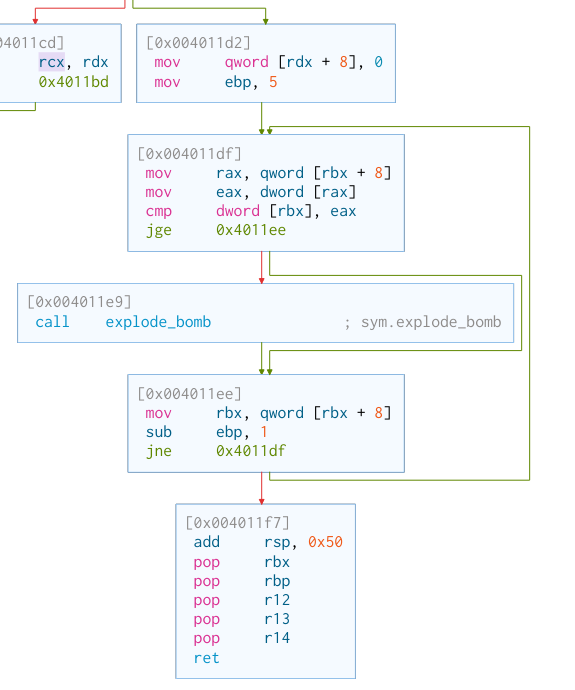 04011cd]
rcx, rdx
0x4011bd
[0x004011d2]
mov qword [rdx + 8], 0
mov ebp, 5
[0x004011df]
mov rax, qword [rbx + 8]
mov eax, dword [rax]
cmp dword [rbx], eax
jge 0x4011ee
[0x004011e9]
call explode_bomb ; sym.explode_bomb
[0x004011ee]
mov rbx, qword [rbx + 8]
sub ebp, 1
jne 0x4011df
[0x004011f7]
add rsp, 0x50
pop rbx
pop rbp
pop r12
pop r13
pop r14
ret